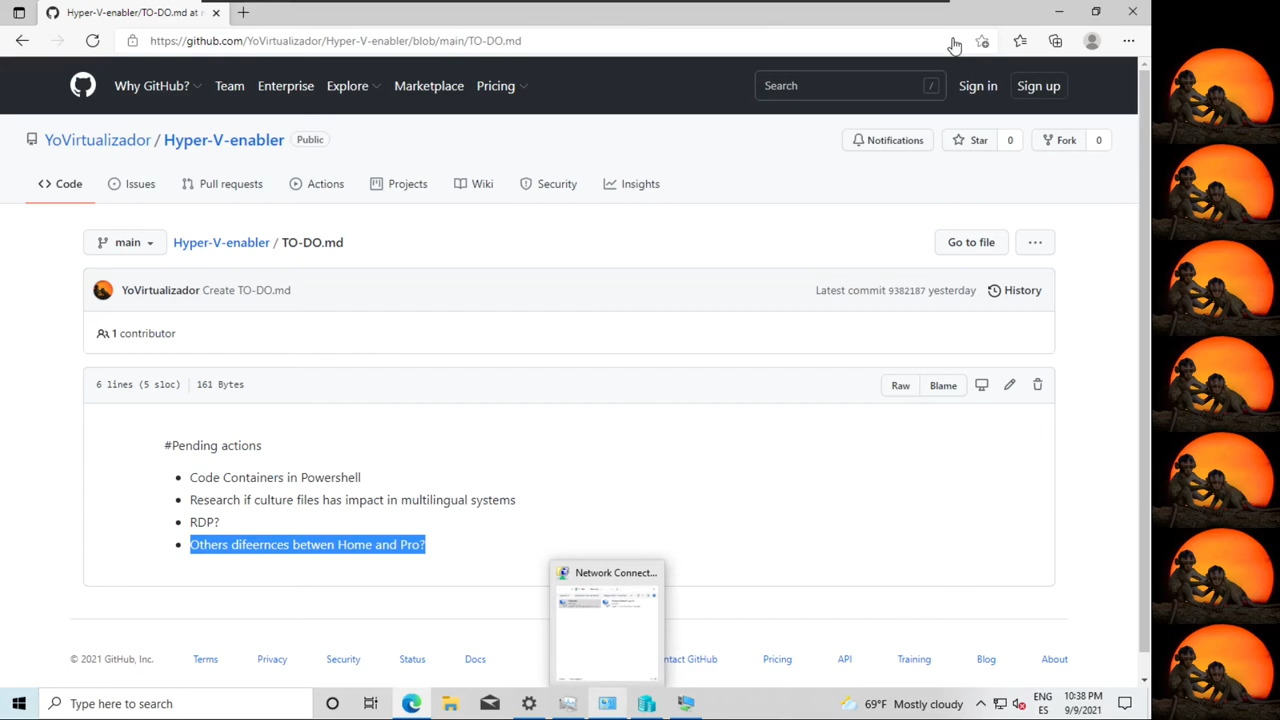 Hyper-V-enabler/TO-DO.md at
https://github.com/YoVirtualizador/Hyper-V-enabler/blob/main/TO-DO.md
Why GitHub? Team Enterprise Explore Marketplace Pricing Search / Sign in Sign up
YoVirtualizador / Hyper-V-enabler Public Notifications Star 0 Fork 0
Code Issues Pull requests Actions Projects Wiki Security Insights
main Hyper-V-enabler / TO-DO.md Go to file ...
YoVirtualizador Create TO-DO.md Latest commit 9382187 yesterday History
1 contributor
6 lines (5 sloc) 161 Bytes Raw Blame
#Pending actions
Code Containers in Powershell
Research if culture files has impact in multilingual systems
RDP?
Others difeernces betwen Home and Pro?
Network Connect...
© 2021 GitHub, Inc. Terms Privacy Security Status Docs GitHub Pricing API Training Blog About
Type here to search 69°F Mostly cloudy ENG 10:38 PM
ES 9/9/2021